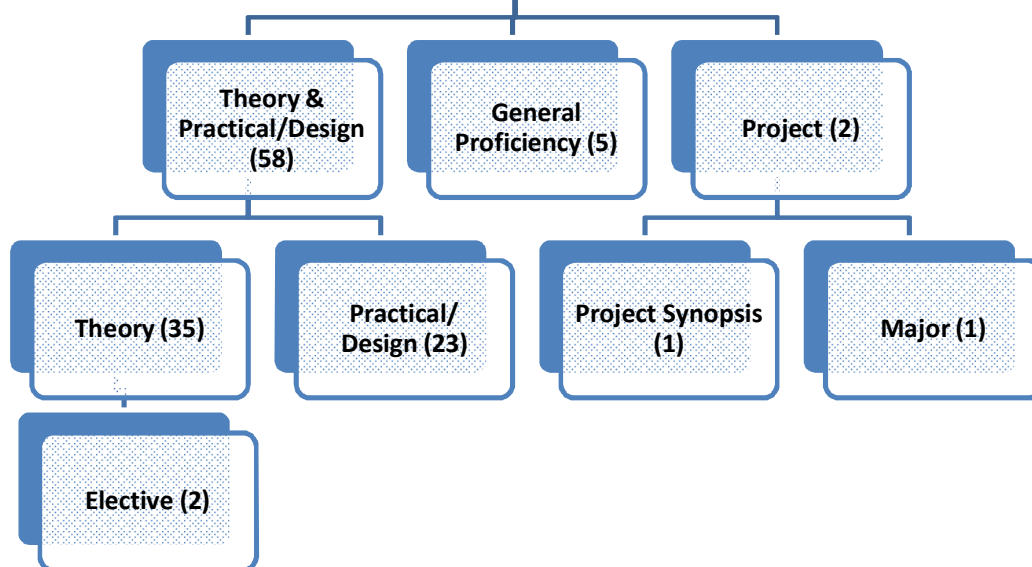 Theory &
Practical/Design
(58)
General
Proficiency (5)
Project (2)
Theory (35)
Practical/
Design (23)
Project Synopsis
(1)
Major (1)
Elective (2)